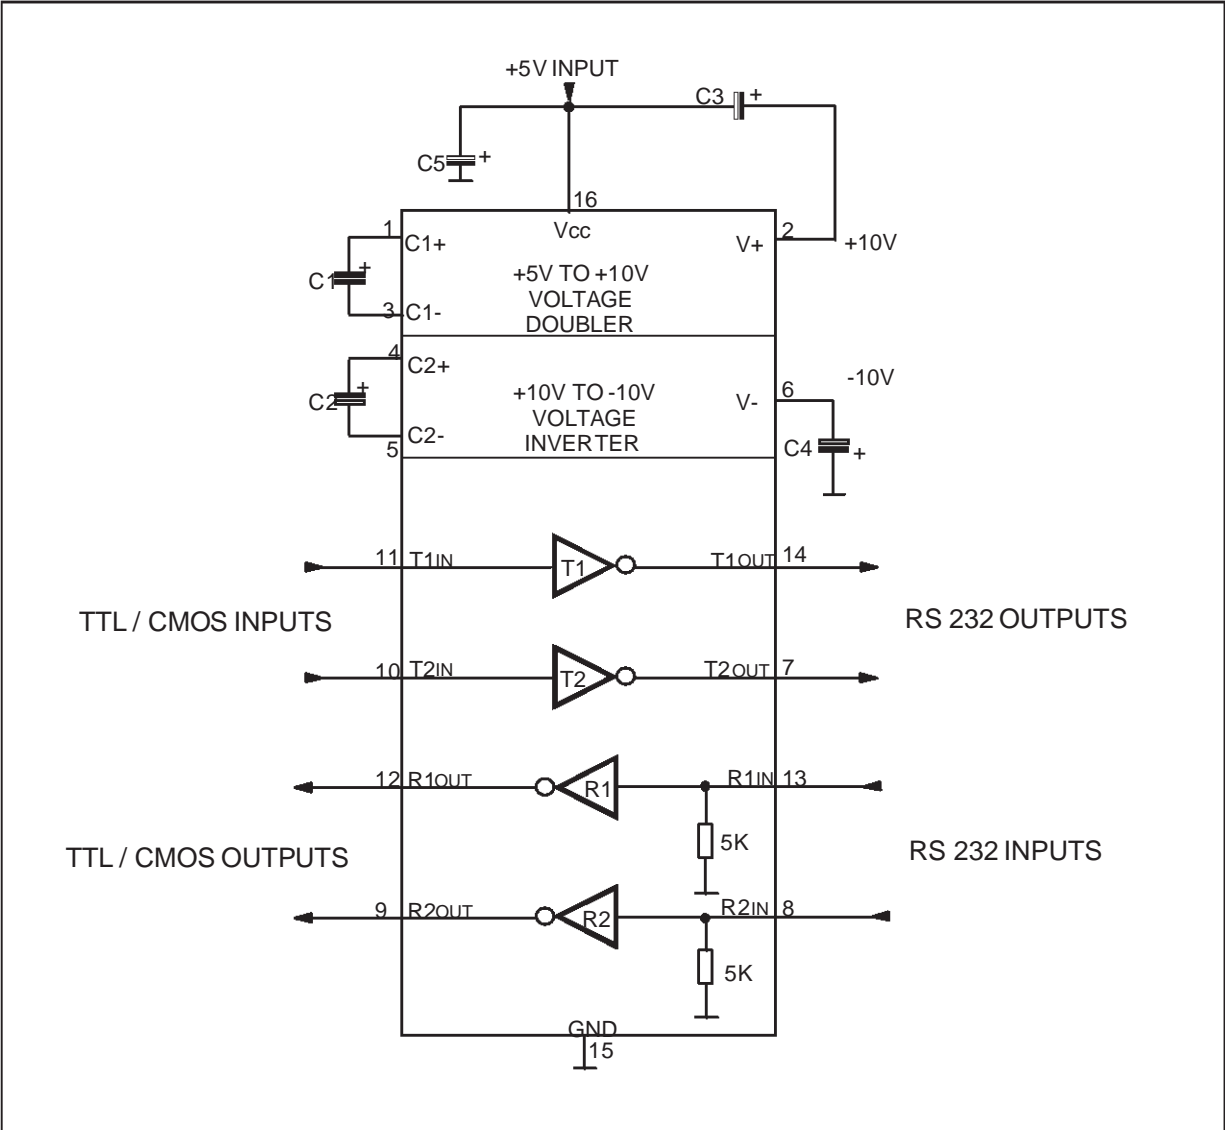 +5V INPUT
C3 +
C5 +
16
Vcc
1
C1+
V+
2
+10V
C1 +
+5V TO +10V
VOLTAGE
DOUBLER
3
C1-
4
C2+
-10V
C2 +
+10V TO -10V
VOLTAGE
INVERTER
V-
6
C2-
5
C4 +
11 T1IN
T1
T1OUT 14
TTL / CMOS INPUTS
RS 232 OUTPUTS
10 T2IN
T2
T2OUT 7
12 R1OUT
R1
R1IN 13
5K
TTL / CMOS OUTPUTS
RS 232 INPUTS
9 R2OUT
R2
R2IN 8
5K
GND
15